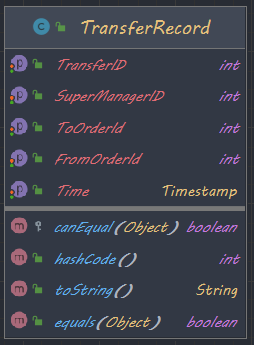 TransferRecord
TransferID int
SuperManagerID int
ToOrderId int
FromOrderId int
Time Timestamp
canEqual(Object) boolean
hashCode() int
toString() String
equals(Object) boolean